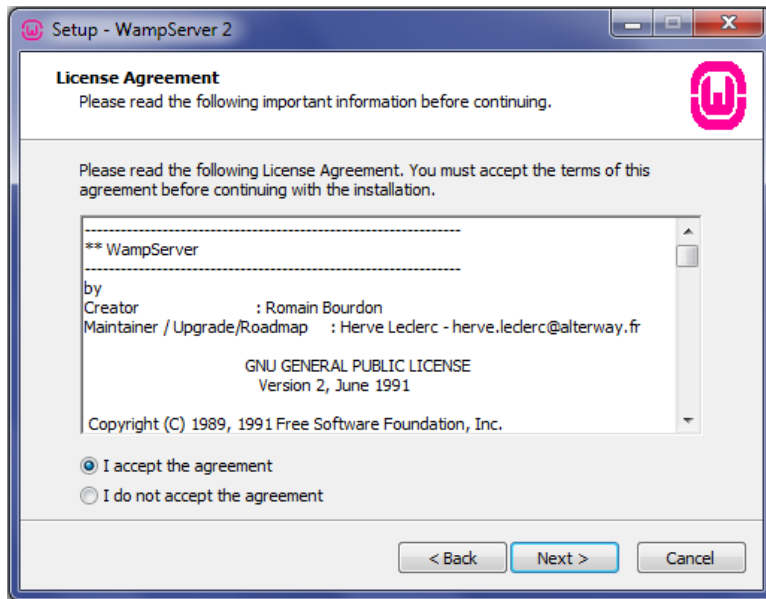 Setup - WampServer 2
License Agreement
Please read the following important information before continuing.
Please read the following License Agreement. You must accept the terms of this
agreement before continuing with the installation.
----------------------------------------------------------------
** WampServer
----------------------------------------------------------------
by
Creator : Romain Bourdon
Maintainer / Upgrade/Roadmap : Herve Leclerc - herve.leclerc@alterway.fr
GNU GENERAL PUBLIC LICENSE
Version 2, June 1991
Copyright (C) 1989, 1991 Free Software Foundation, Inc.
I accept the agreement
I do not accept the agreement
< Back Next > Cancel